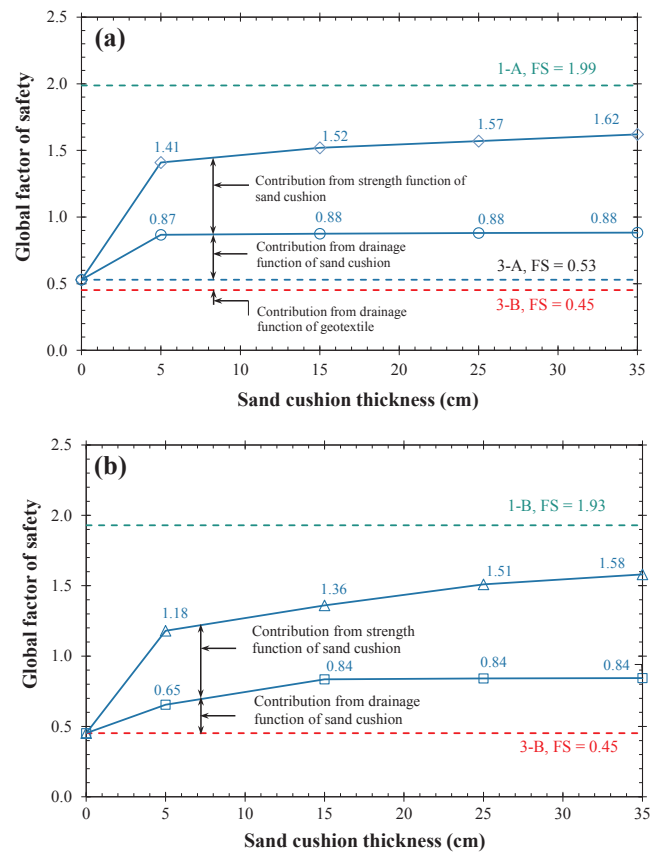 (a)
Global factor of safety
2.5
2.0
1.5
1.0
0.5
0.0
1-A, FS = 1.99
1.41
1.52
1.57
1.62
Contribution from strength function of
sand cushion
0.87
0.88
0.88
0.88
Contribution from drainage
function of sand cushion
3-A, FS = 0.53
3-B, FS = 0.45
Contribution from drainage
function of geotextile
0
5
10
15
20
25
30
35
Sand cushion thickness (cm)
(b)
Global factor of safety
2.5
2.0
1.5
1.0
0.5
0.0
1-B, FS = 1.93
1.18
1.36
1.51
1.58
Contribution from strength
function of sand cushion
0.65
0.84
0.84
0.84
Contribution from drainage
function of sand cushion
3-B, FS = 0.45
0
5
10
15
20
25
30
35
Sand cushion thickness (cm)